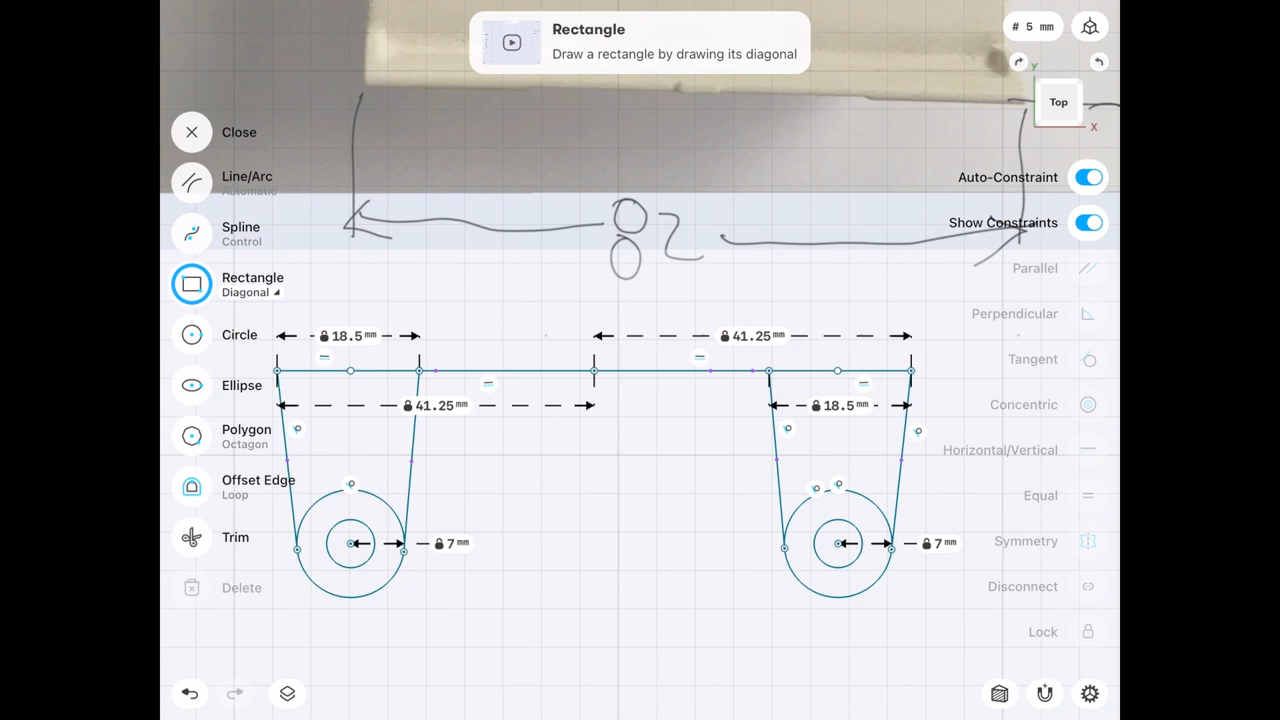 Rectangle
Draw a rectangle by drawing its diagonal
# 5 mm
y
Top
X
Close
Line/Arc
Automatic
Spline
Control
Rectangle
Diagonal
Circle
Ellipse
Polygon
Octagon
Offset Edge
Loop
Trim
Delete
Auto-Constraint
Show Constraints
Parallel
Perpendicular
Tangent
Concentric
Horizontal/Vertical
Equal
Symmetry
Disconnect
Lock
82
18.5 mm
41.25 mm
41.25 mm
18.5 mm
7 mm
7 mm